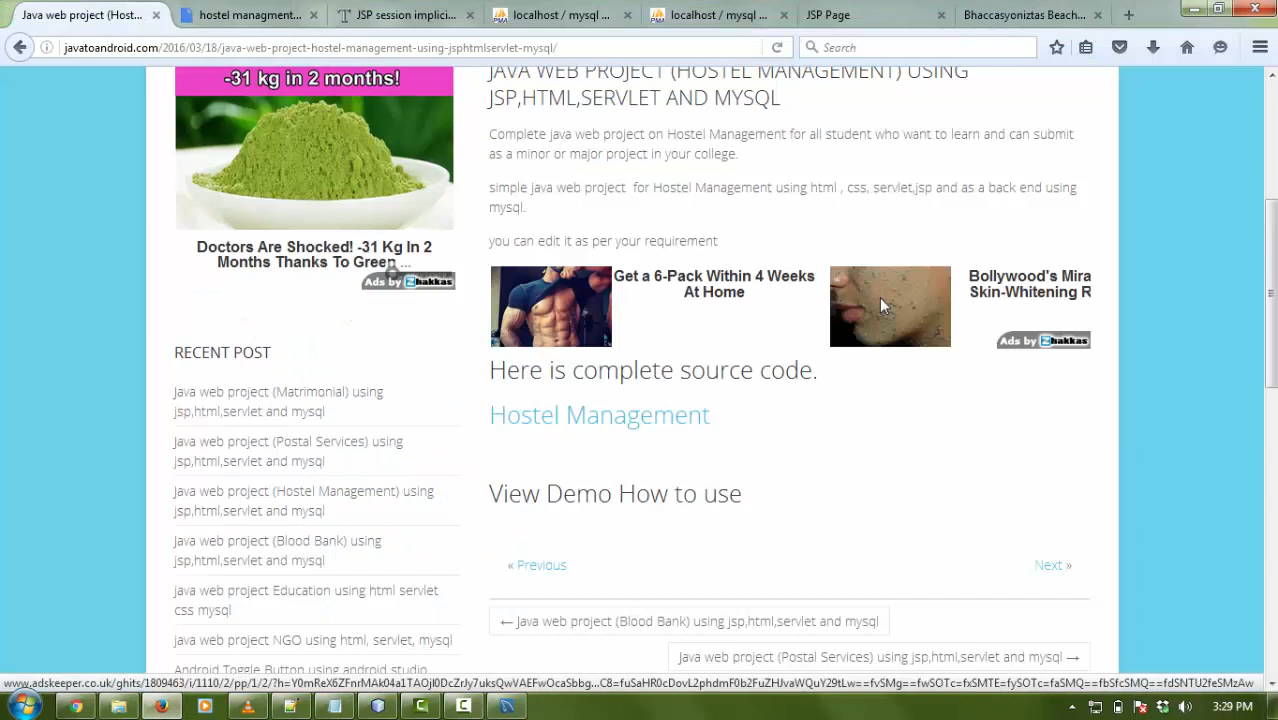 Java Web Project (Host...
hostel managment...
JSP session implici...
localhost / mysql ...
localhost / mysql ...
JSP Page
Bhaccasyoniztas Beach...
javatoandroid.com/2016/03/18/java-web-project-hostel-management-using-jsphtmlservlet-mysql/
Search
-31 kg in 2 months!
Doctors Are Shocked! -31 Kg In 2
Months Thanks To Green ...
Ads by Zhakkas
RECENT POST
Java web project (Matrimonial) using
jsp,html,servlet and mysql
Java web project (Postal Services) using
jsp,html,servlet and mysql
Java web project (Hostel Management) using
jsp,html,servlet and mysql
Java web project (Blood Bank) using
jsp,html,servlet and mysql
java web project Education using html servlet
css mysql
java web project NGO using html, servlet, mysql
Android Toggle Button using android studio
JAVA WEB PROJECT (HOSTEL MANAGEMENT) USING
JSP,HTML,SERVLET AND MYSQL
Complete java web project on Hostel Management for all student who want to learn and can submit
as a minor or major project in your college.
simple java web project for Hostel Management using html , css, servlet,jsp and as a back end using
mysql.
you can edit it as per your requirement
Get a 6-Pack Within 4 Weeks
At Home
Bollywood's Mira
Skin-Whitening R
Ads by Zhakkas
Here is complete source code.
Hostel Management
View Demo How to use
« Previous
Next »
← Java web project (Blood Bank) using jsp,html,servlet and mysql
Java web project (Postal Services) using jsp,html,servlet and mysql →
3:29 PM